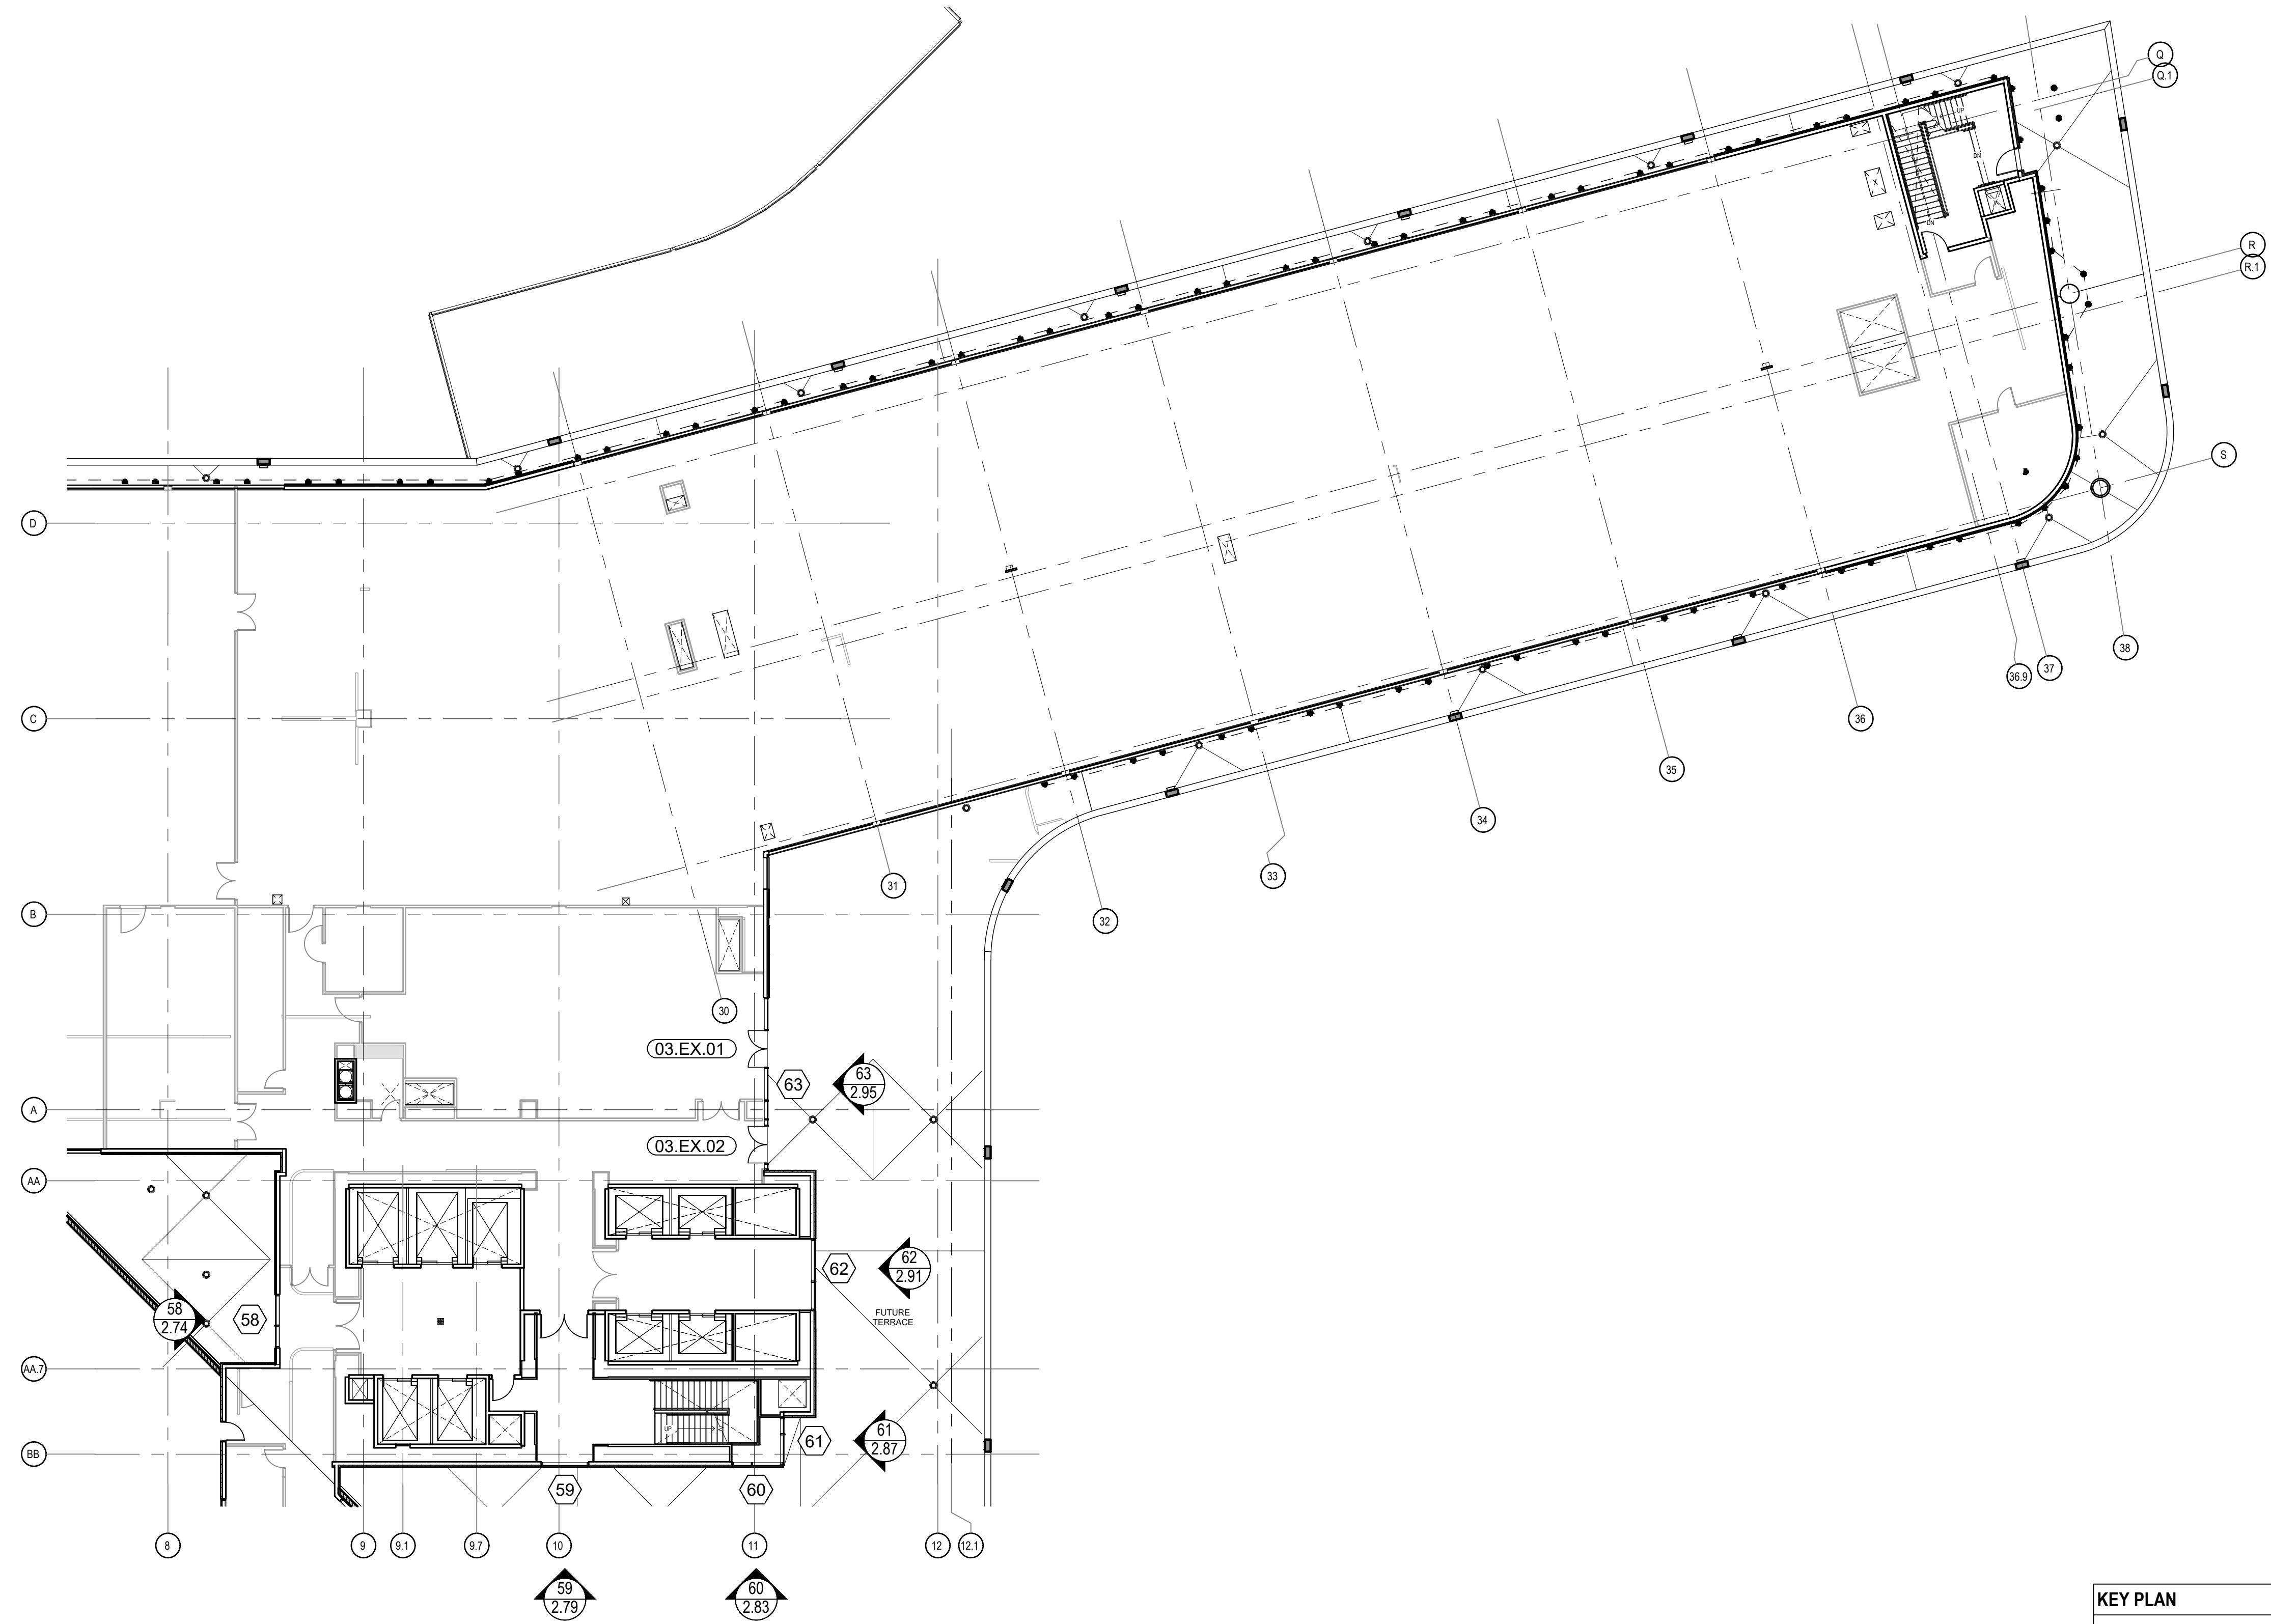 Q
Q.1
UP
DN
DN
R
R.1
S
D
C
38
37
36.9
36
35
34
33
31
32
B
30
03.EX.01
63
63
2.95
A
03.EX.02
AA
62
62
2.91
FUTURE
TERRACE
58
2.74
58
AA.7
UP
61
61
2.87
BB
59
60
8
9
9.1
9.7
10
11
12
12.1
59
2.79
60
2.83
KEY PLAN